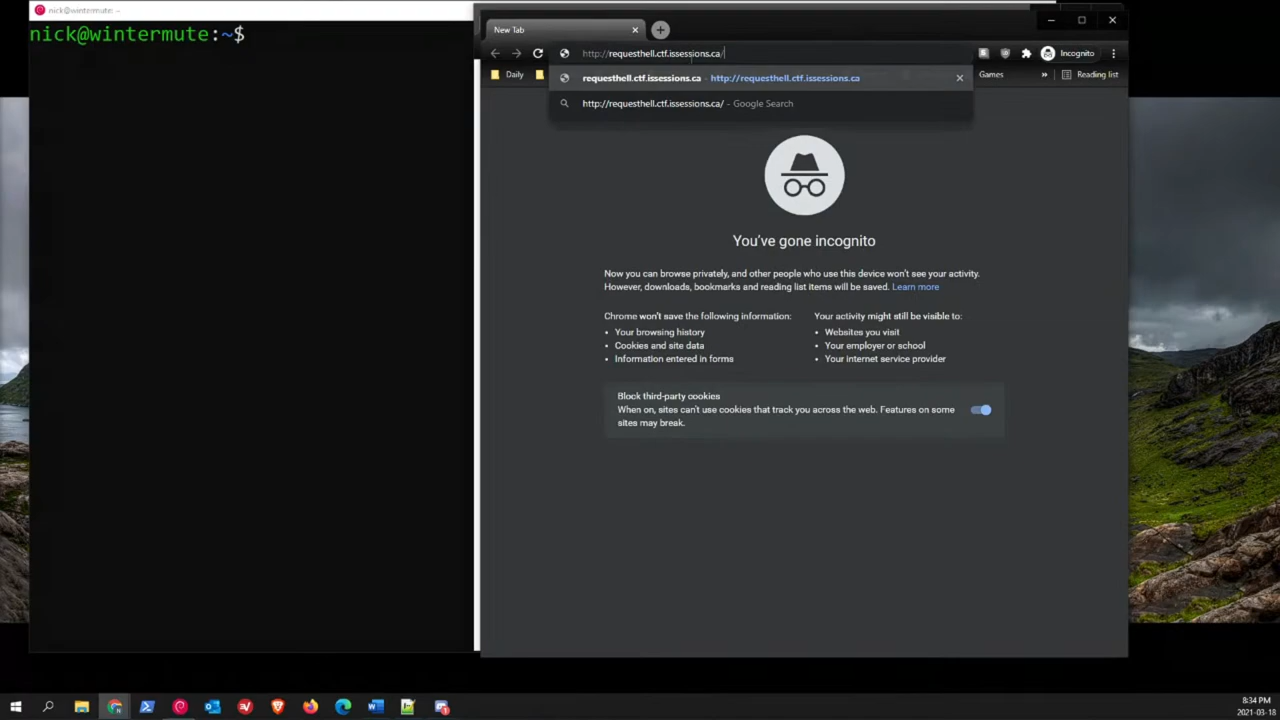 nick@wintermute: ~
nick@wintermute:~$
New Tab
http://requesthell.ctf.issessions.ca/
Incognito
requesthell.ctf.issessions.ca - http://requesthell.ctf.issessions.ca
Daily
Games
»
Reading list
http://requesthell.ctf.issessions.ca/ - Google Search
You've gone incognito
Now you can browse privately, and other people who use this device won't see your activity.
However, downloads, bookmarks and reading list items will be saved. Learn more
Chrome won't save the following information:
• Your browsing history
• Cookies and site data
• Information entered in forms
Your activity might still be visible to:
• Websites you visit
• Your employer or school
• Your internet service provider
Block third-party cookies
When on, sites can't use cookies that track you across the web. Features on some
sites may break.
8:34 PM
2021-03-18